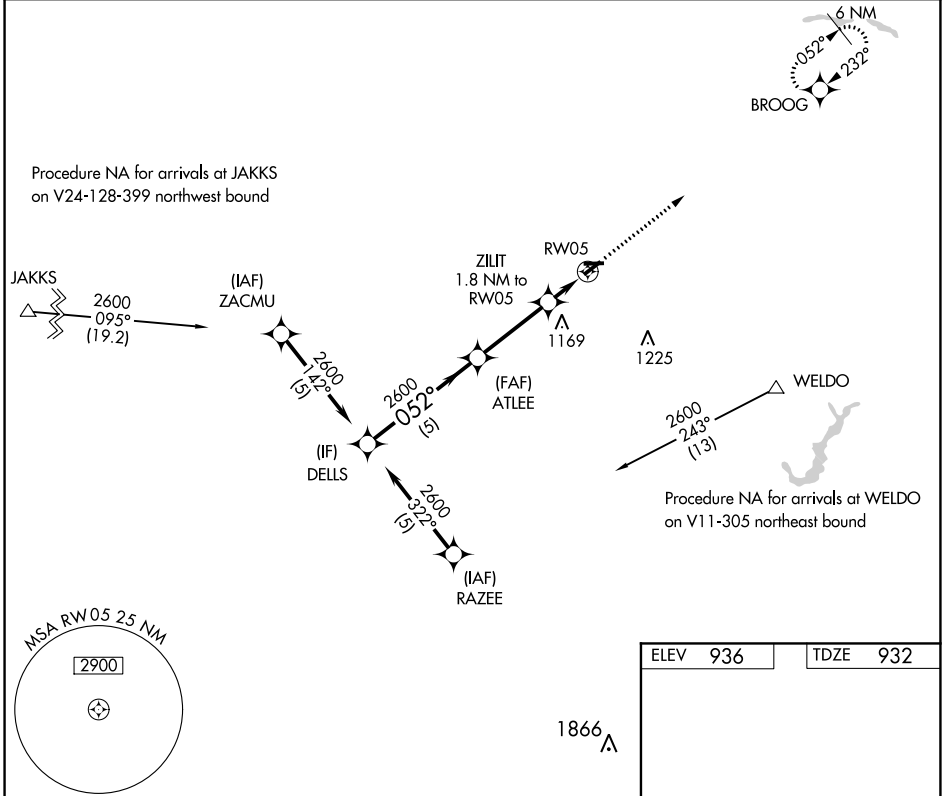 6 NM
052°
232°
BROOG
Procedure NA for arrivals at JAKKS
on V24-128-399 northwest bound
JAKKS
2600
095°
(19.2)
(IAF)
ZACMU
2600
142°
(5)
ZILIT
1.8 NM to
RW05
RW05
1169
1225
(FAF)
ATLEE
2600
052°
(5)
(IF)
DELLS
WELDO
2600
243°
(13)
Procedure NA for arrivals at WELDO
on V11-305 northeast bound
2600
322°
(5)
(IAF)
RAZEE
MSA RW05 25 NM
2900
1866
ELEV 936
TDZE 932